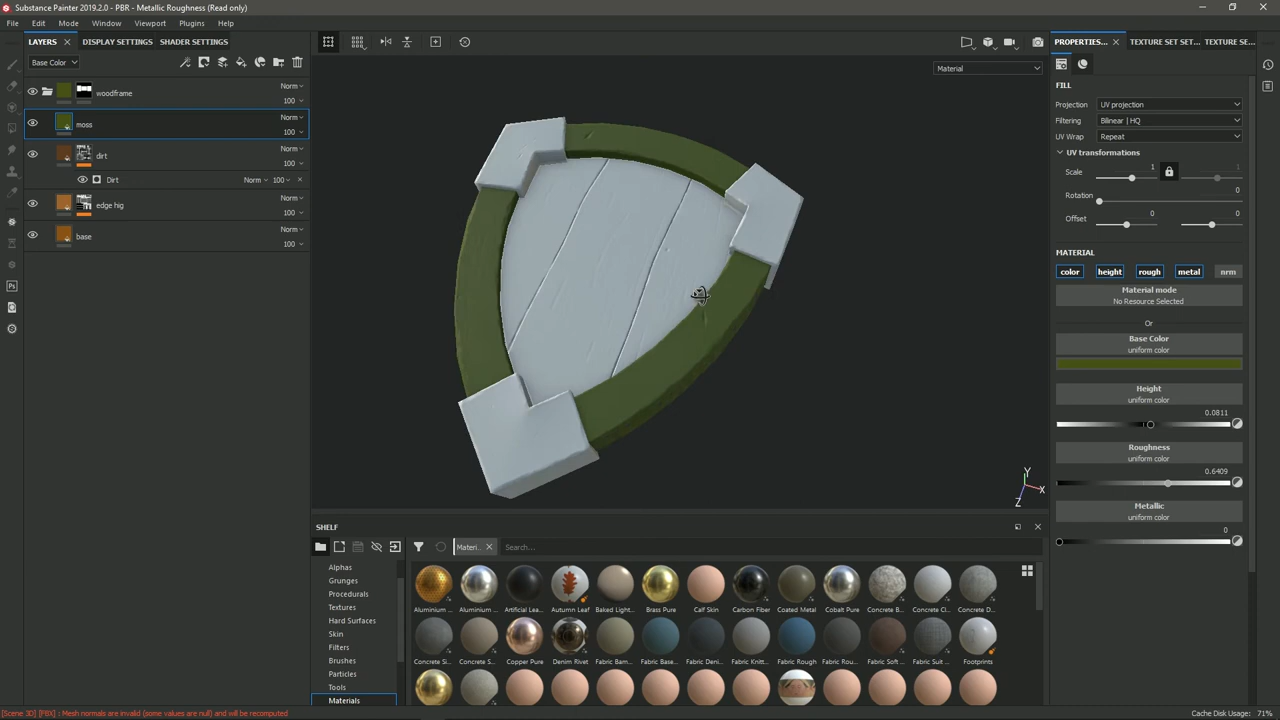 Substance Painter 2019.2.0 - PBR - Metallic Roughness (Read only)
File Edit Mode Window Viewport Plugins Help
LAYERS DISPLAY SETTINGS SHADER SETTINGS
PROPERTIES... TEXTURE SET SET... TEXTURE SE...
Base Color
Material
woodframe Norm
100
moss Norm
100
dirt Norm
100
Dirt Norm 100
edge hig Norm
100
base Norm
100
FILL
Projection UV projection
Filtering Bilinear | HQ
UV Wrap Repeat
UV transformations
Scale 1 1
Rotation 0
Offset 0 0
MATERIAL
color height rough metal nrm
Material mode
No Resource Selected
Or
Base Color
uniform color
Height
uniform color
0.0811
Roughness
uniform color
0.6409
Metallic
uniform color
0
Y
X
Z
SHELF
Materi... Search...
Alphas
Grunges
Procedurals
Textures
Hard Surfaces
Skin
Filters
Brushes
Particles
Tools
Materials
Aluminium ... Aluminium ... Artificial Lea... Autumn Leaf Baked Light... Brass Pure Calf Skin Carbon Fiber Coated Metal Cobalt Pure Concrete B... Concrete Cl... Concrete D...
Concrete Si... Concrete S... Copper Pure Denim Rivet Fabric Bam... Fabric Base... Fabric Deni... Fabric Knitt... Fabric Rough Fabric Rou... Fabric Soft ... Fabric Suit ... Footprints
[Scene 3D] [FBX] : Mesh normals are invalid (some values are null) and will be recomputed
Cache Disk Usage: 71%